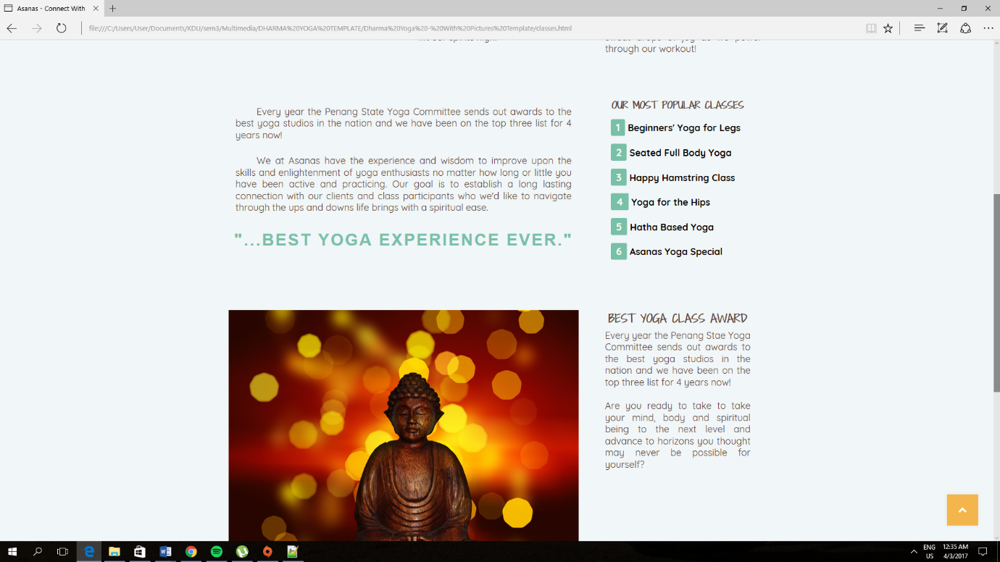 Asanas - Connect With
file:///C:/Users/User/Documents/KDU/sem3/Multimedia/DHARMA%20YOGA%20TEMPLATE/Dharma%20Yoga%20-%20With%20Pictures%20Template/classes.html
through our workout!
Every year the Penang State Yoga Committee sends out awards to the
best yoga studios in the nation and we have been on the top three list for 4
years now!
We at Asanas have the experience and wisdom to improve upon the
skills and enlightenment of yoga enthusiasts no matter how long or little you
have been active and practicing. Our goal is to establish a long lasting
connection with our clients and class participants who we'd like to navigate
through the ups and downs life brings with a spiritual ease.
"...BEST YOGA EXPERIENCE EVER."
OUR MOST POPULAR CLASSES
1 Beginners' Yoga for Legs
2 Seated Full Body Yoga
3 Happy Hamstring Class
4 Yoga for the Hips
5 Hatha Based Yoga
6 Asanas Yoga Special
BEST YOGA CLASS AWARD
Every year the Penang Stae Yoga
Committee sends out awards to
the best yoga studios in the
nation and we have been on the
top three list for 4 years now!
Are you ready to take to take
your mind, body and spiritual
being to the next level and
advance to horizons you thought
may never be possible for
yourself?
ENG
US
12:35 AM
4/3/2017